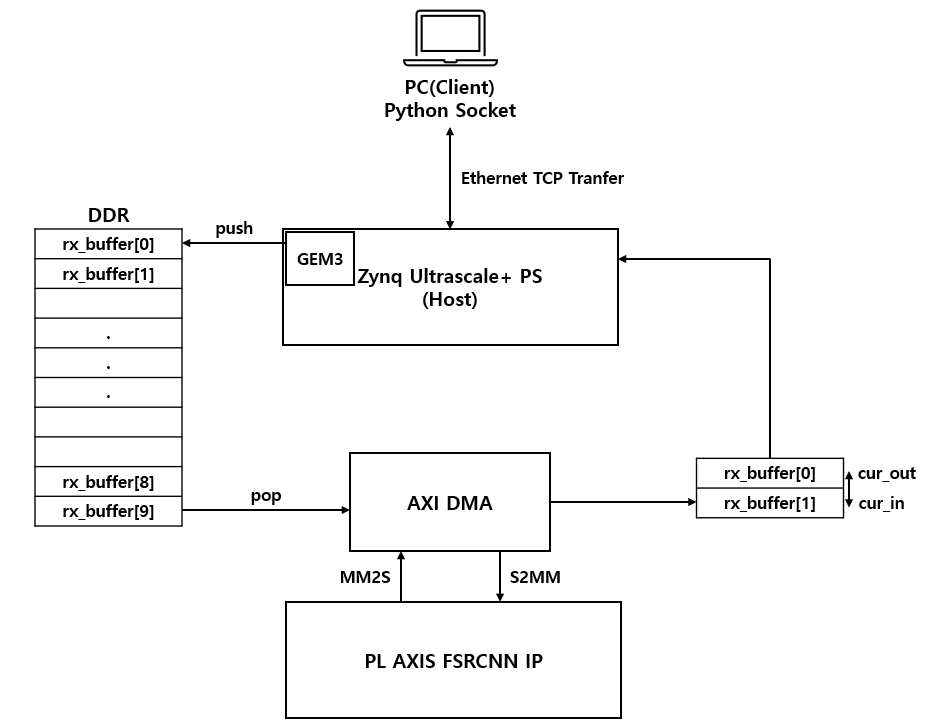 PC(Client)
Python Socket
Ethernet TCP Tranfer
DDR
rx_buffer[0]
rx_buffer[1]
.
.
.
rx_buffer[8]
rx_buffer[9]
push
GEM3
Zynq Ultrascale+ PS
(Host)
pop
AXI DMA
rx_buffer[0]
rx_buffer[1]
cur_out
cur_in
MM2S
S2MM
PL AXIS FSRCNN IP